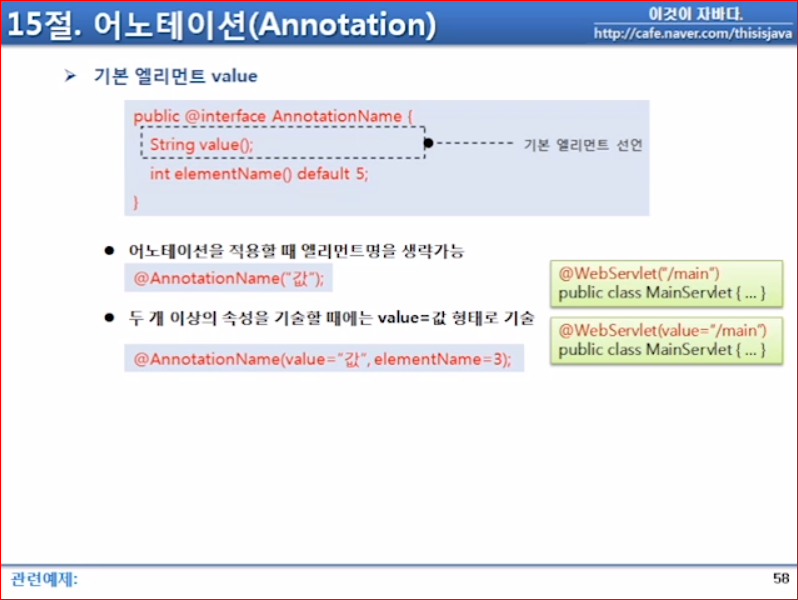 15절. 어노테이션(Annotation)
이것이 자바다.
http://cafe.naver.com/thisisjava
➢ 기본 엘리먼트 value
public @interface AnnotationName {
String value();
기본 엘리먼트 선언
int elementName() default 5;
}
● 어노테이션을 적용할 때 엘리먼트명을 생략가능
@AnnotationName("값");
● 두 개 이상의 속성을 기술할 때에는 value=값 형태로 기술
@AnnotationName(value="값", elementName=3);
@WebServlet("/main")
public class MainServlet { ... }
@WebServlet(value="/main")
public class MainServlet { ... }
관련예제:
58